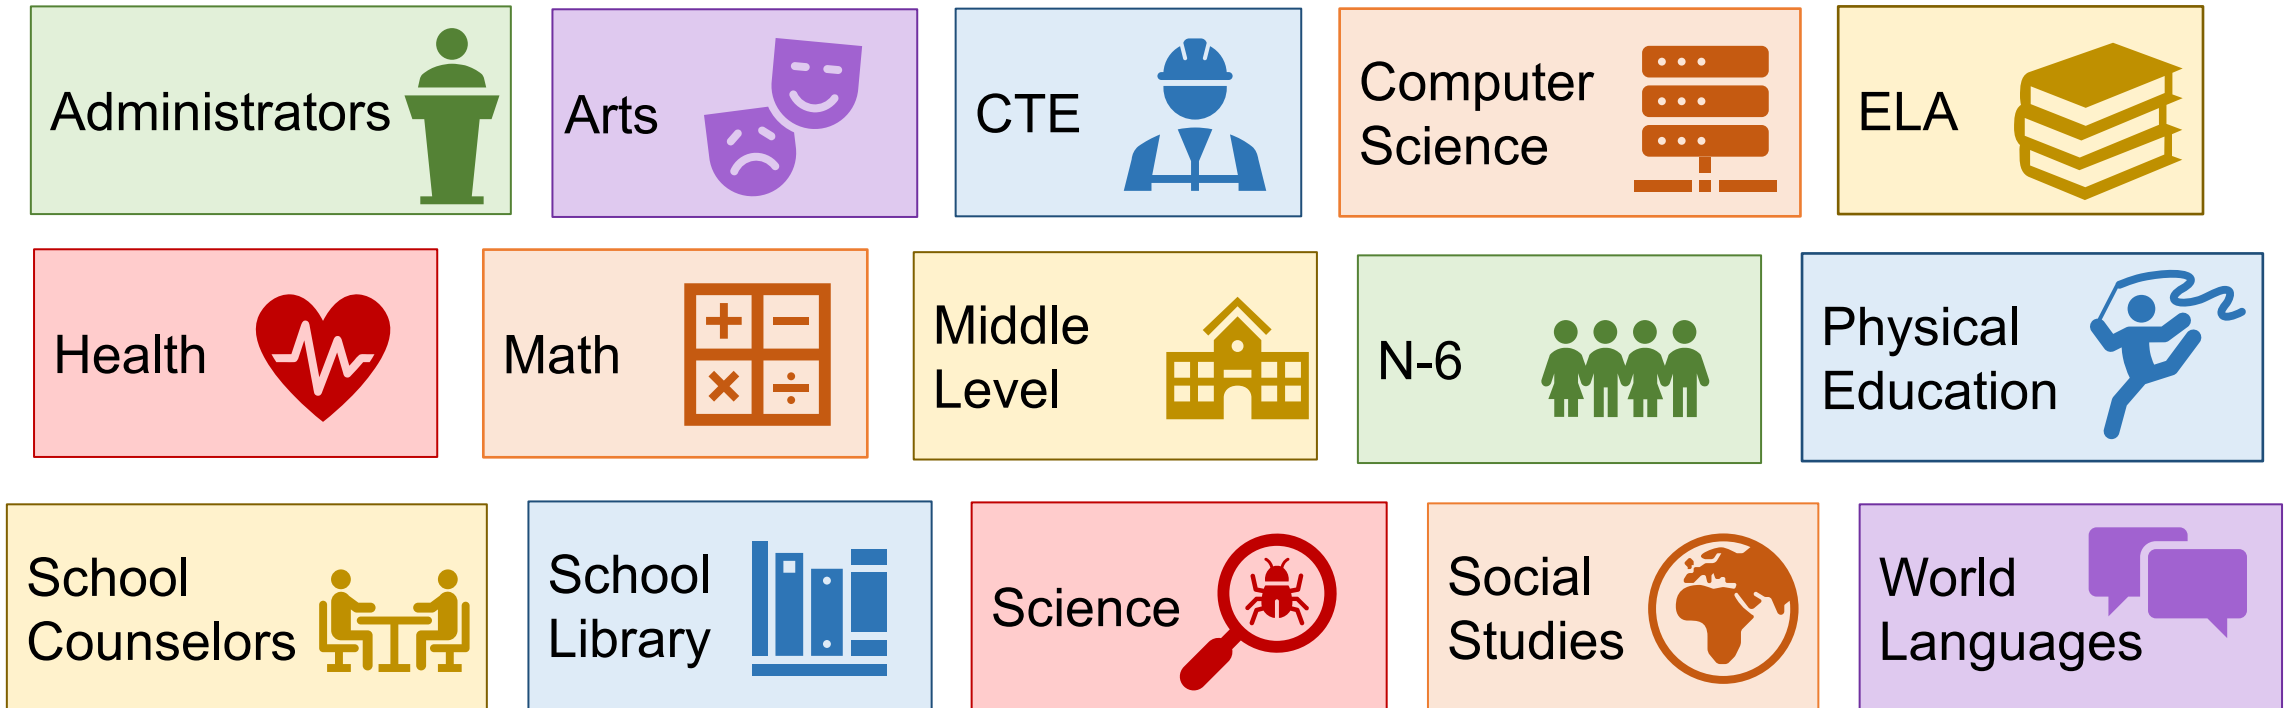 Administrators
Arts
CTE
Computer
Science
ELA
Health
Math
Middle
Level
N-6
Physical
Education
School
Counselors
School
Library
Science
Social
Studies
World
Languages